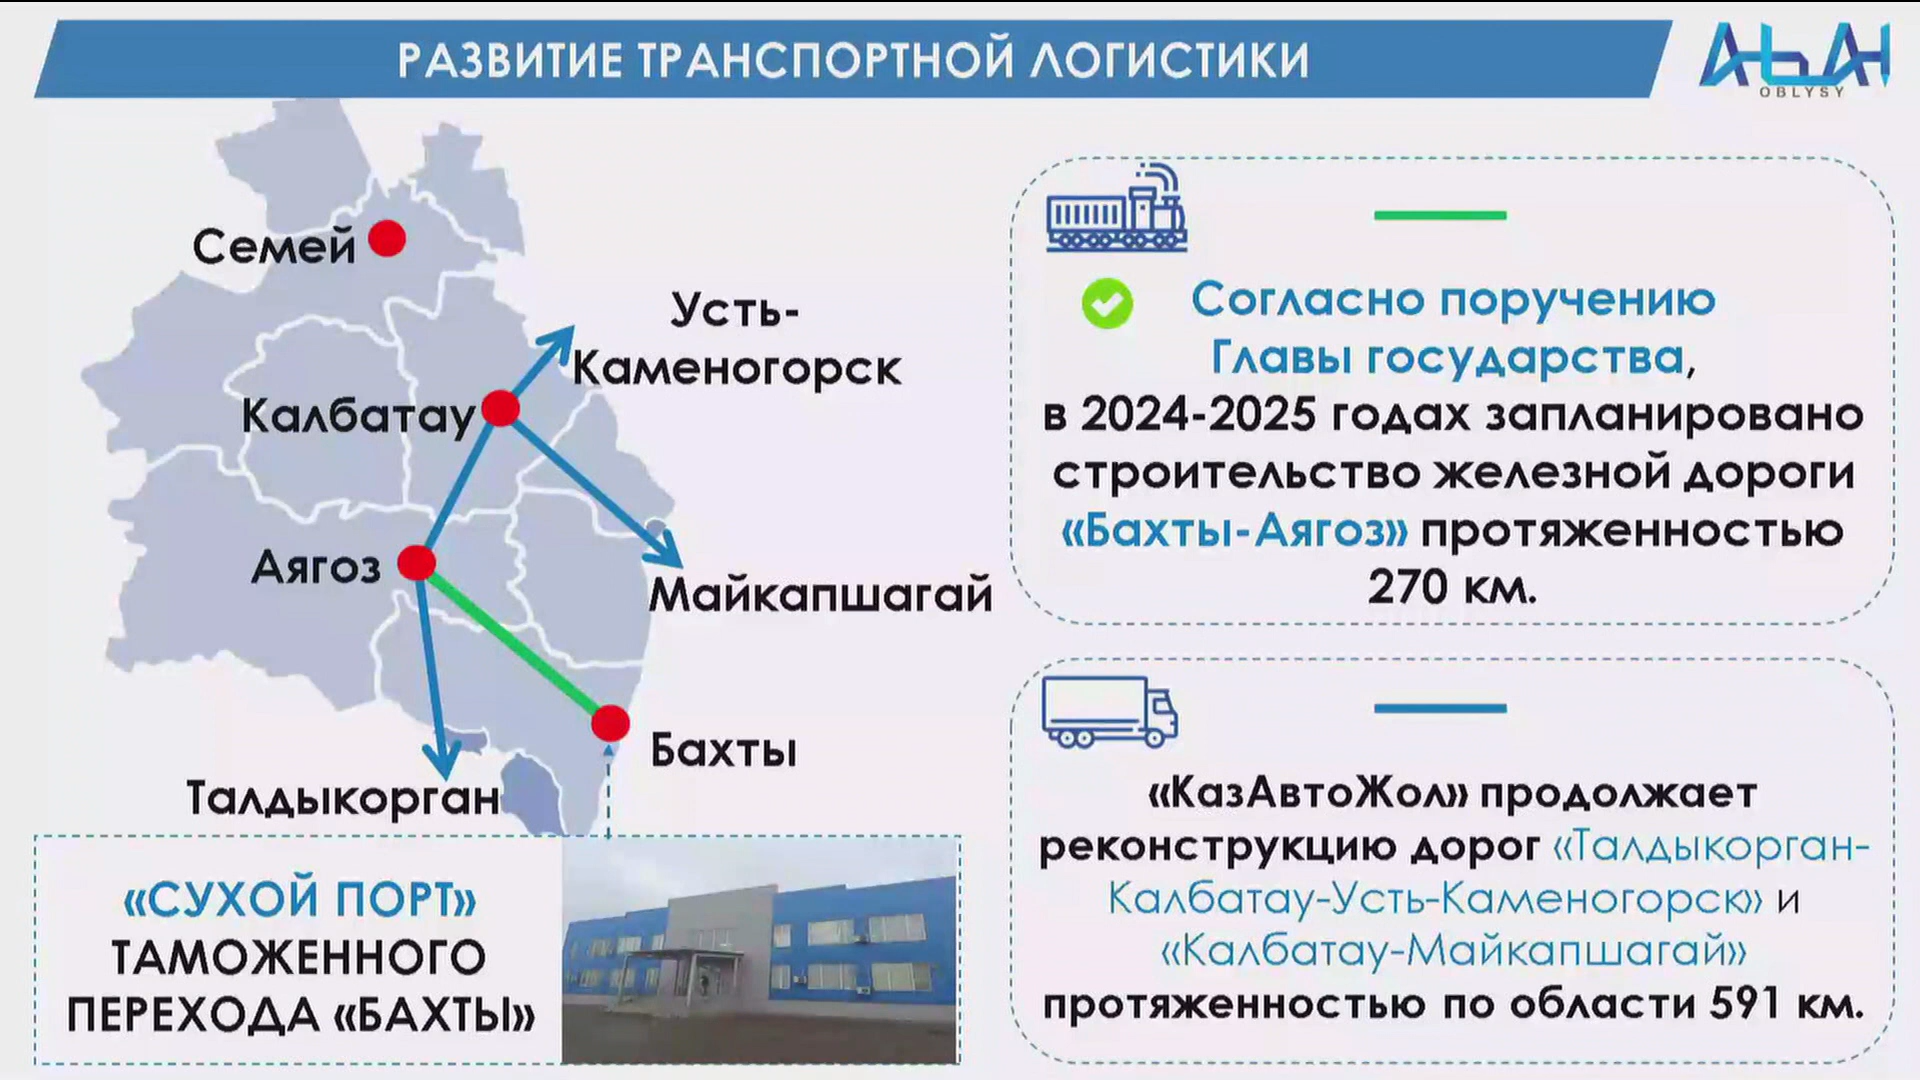 РАЗВИТИЕ ТРАНСПОРТНОЙ ЛОГИСТИКИ
АБАЙ
OBLYSY
Семей
Усть-
Каменогорск
Калбатау
Аягоз
Майкапшагай
Бахты
Талдыкорган
«СУХОЙ ПОРТ»
ТАМОЖЕННОГО
ПЕРЕХОДА «БАХТЫ»
Согласно поручению
Главы государства,
в 2024-2025 годах запланировано
строительство железной дороги
«Бахты-Аягоз» протяженностью
270 км.
«КазАвтоЖол» продолжает
реконструкцию дорог «Талдыкорган-
Калбатау-Усть-Каменогорск» и
«Калбатау-Майкапшагай»
протяженностью по области 591 км.